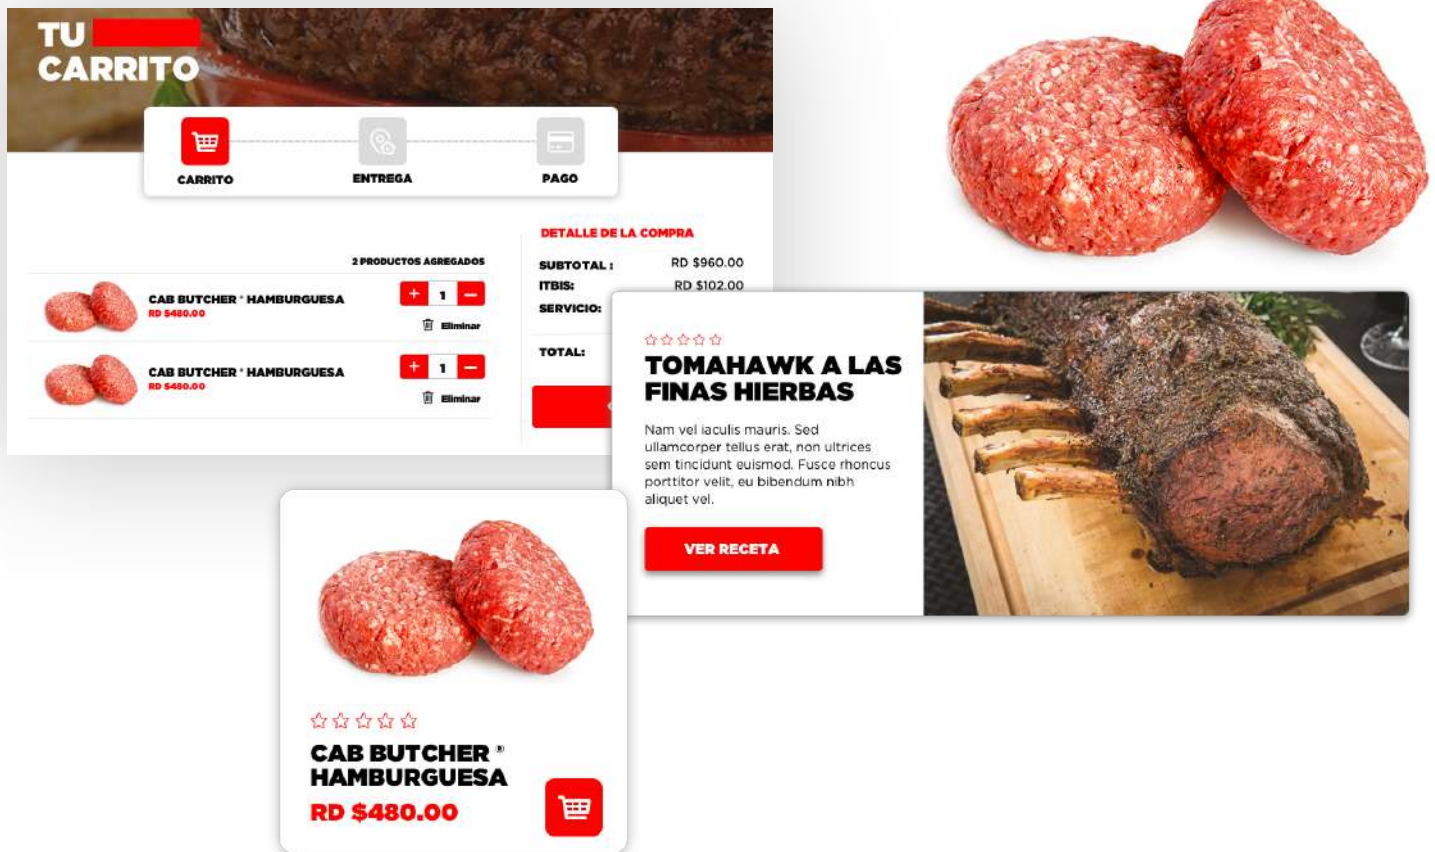 TU
CARRITO
CARRITO
ENTREGA
PAGO
2 PRODUCTOS AGREGADOS
CAB BUTCHER ® HAMBURGUESA
RD $480.00
+ 1 —
Eliminar
CAB BUTCHER ® HAMBURGUESA
RD $480.00
+ 1 —
Eliminar
DETALLE DE LA COMPRA
SUBTOTAL : RD $960.00
ITBIS: RD $102.00
SERVICIO:
TOTAL:
TOMAHAWK A LAS
FINAS HIERBAS
Nam vel iaculis mauris. Sed
ullamcorper tellus erat, non ultrices
sem tincidunt euismod. Fusce rhoncus
porttitor velit, eu bibendum nibh
aliquet vel.
VER RECETA
CAB BUTCHER ®
HAMBURGUESA
RD $480.00